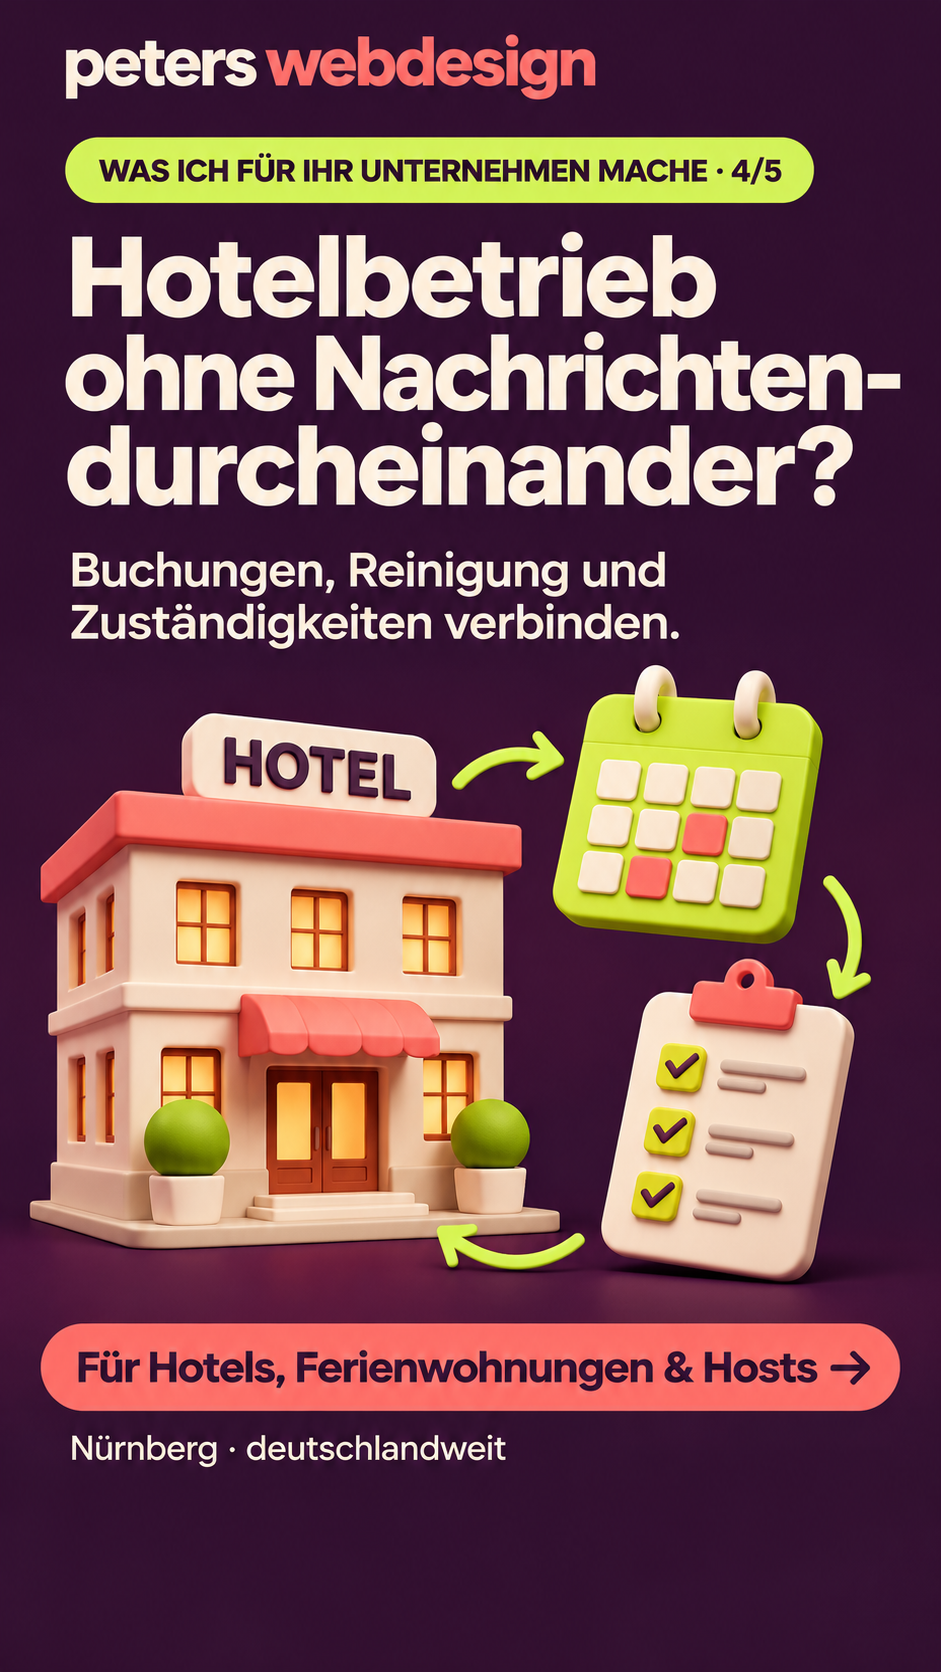 peters webdesign
WAS ICH FÜR IHR UNTERNEHMEN MACHE · 4/5
Hotelbetrieb
ohne Nachrichten-
durcheinander?
Buchungen, Reinigung und
Zuständigkeiten verbinden.
HOTEL
Für Hotels, Ferienwohnungen & Hosts →
Nürnberg · deutschlandweit